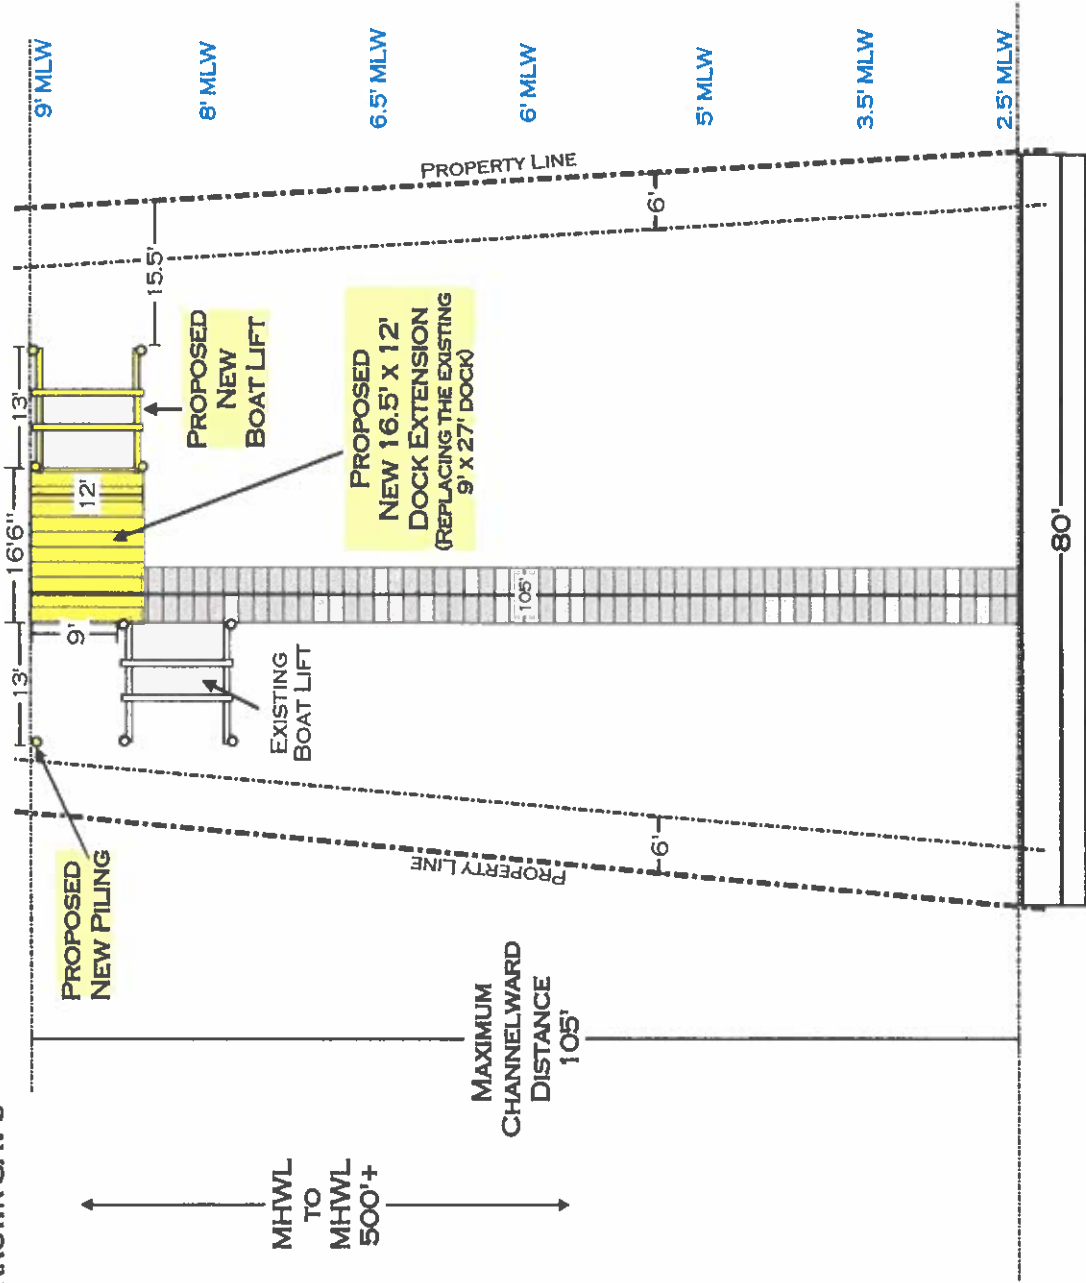 9' MLW
8' MLW
6.5' MLW
6' MLW
5' MLW
3.5' MLW
2.5' MLW
PROPERTY LINE
6'
15.5'
13'
16'6"
13'
12'
9'
PROPOSED
NEW
BOAT LIFT
PROPOSED
NEW 16.5' X 12'
DOCK EXTENSION
(REPLACING THE EXISTING
9' X 27' DOCK)
105'
EXISTING
BOAT LIFT
80'
PROPOSED
NEW PILING
PROPERTY LINE
6'
MAXIMUM
CHANNELWARD
DISTANCE
105'
MHWL
TO
MHWL
500'+